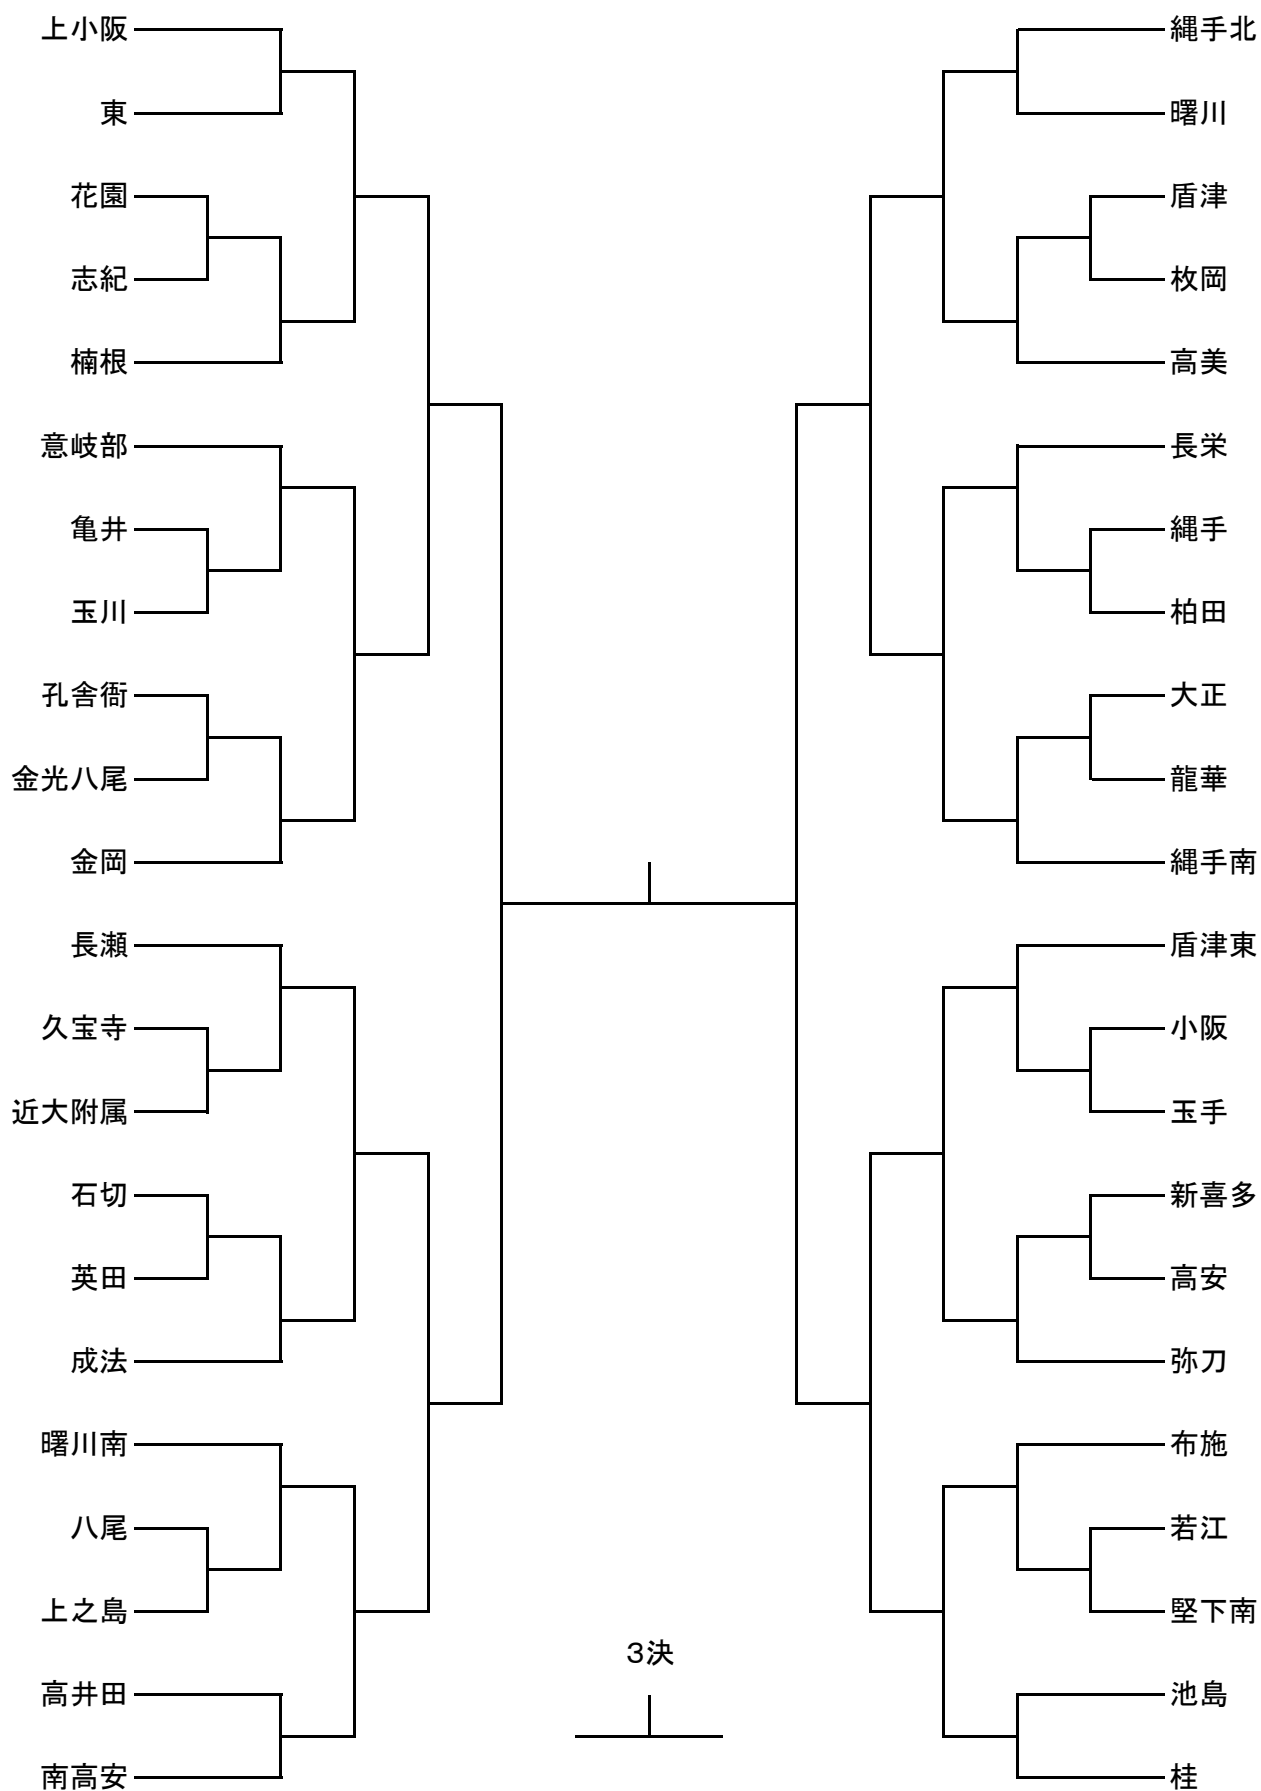 上小阪
東
花園
志紀
楠根
意岐部
亀井
玉川
孔舎衙
金光八尾
金岡
長瀬
久宝寺
近大附属
石切
英田
成法
曙川南
八尾
上之島
高井田
南高安
3決
縄手北
曙川
盾津
枚岡
高美
長栄
縄手
柏田
大正
龍華
縄手南
盾津東
小阪
玉手
新喜多
高安
弥刀
布施
若江
堅下南
池島
桂